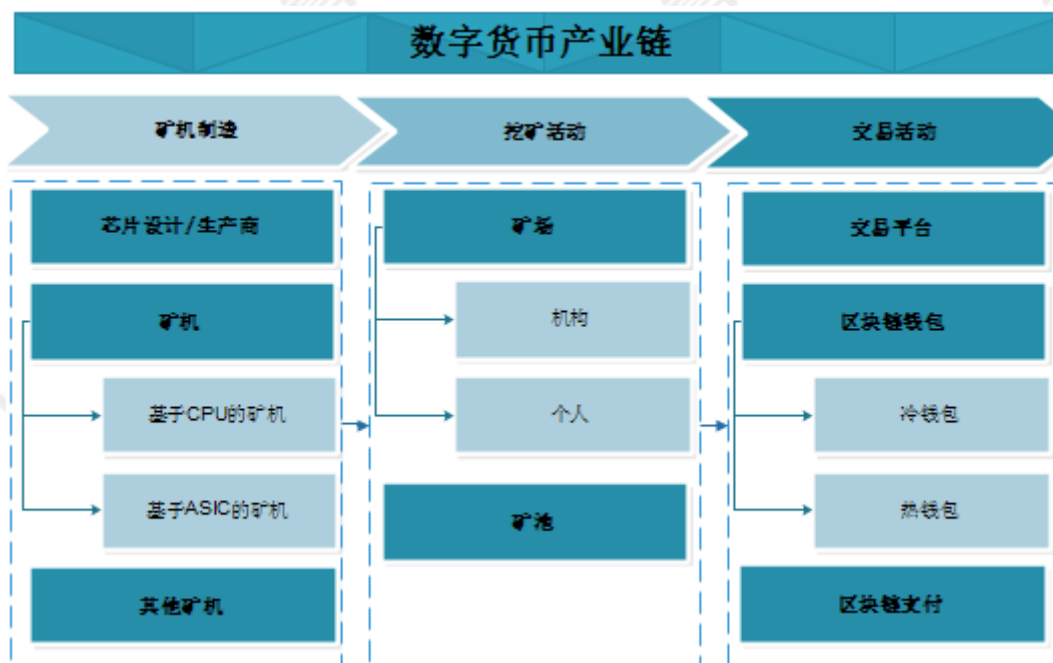 数字货币产业链
矿机制造
挖矿活动
交易活动
芯片设计/生产商
矿机
基于CPU的矿机
基于ASIC的矿机
其他矿机
矿场
机构
个人
矿池
交易平台
区块链钱包
冷钱包
热钱包
区块链支付